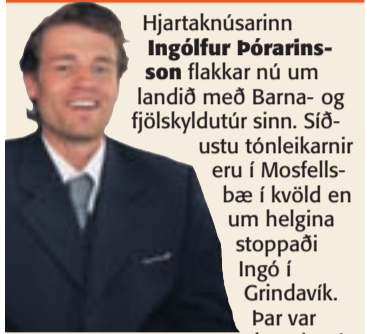 Hjartaknúsarinn
Ingólfur Þórarins-
son flakkar nú um
landið með Barna- og
fjölskyldutúr sinn. Síð-
ustu tónleikarnir
eru í Mosfells-
bæ í kvöld en
um helgina
stoppaði
Ingó í
Grindavík.
Þar var